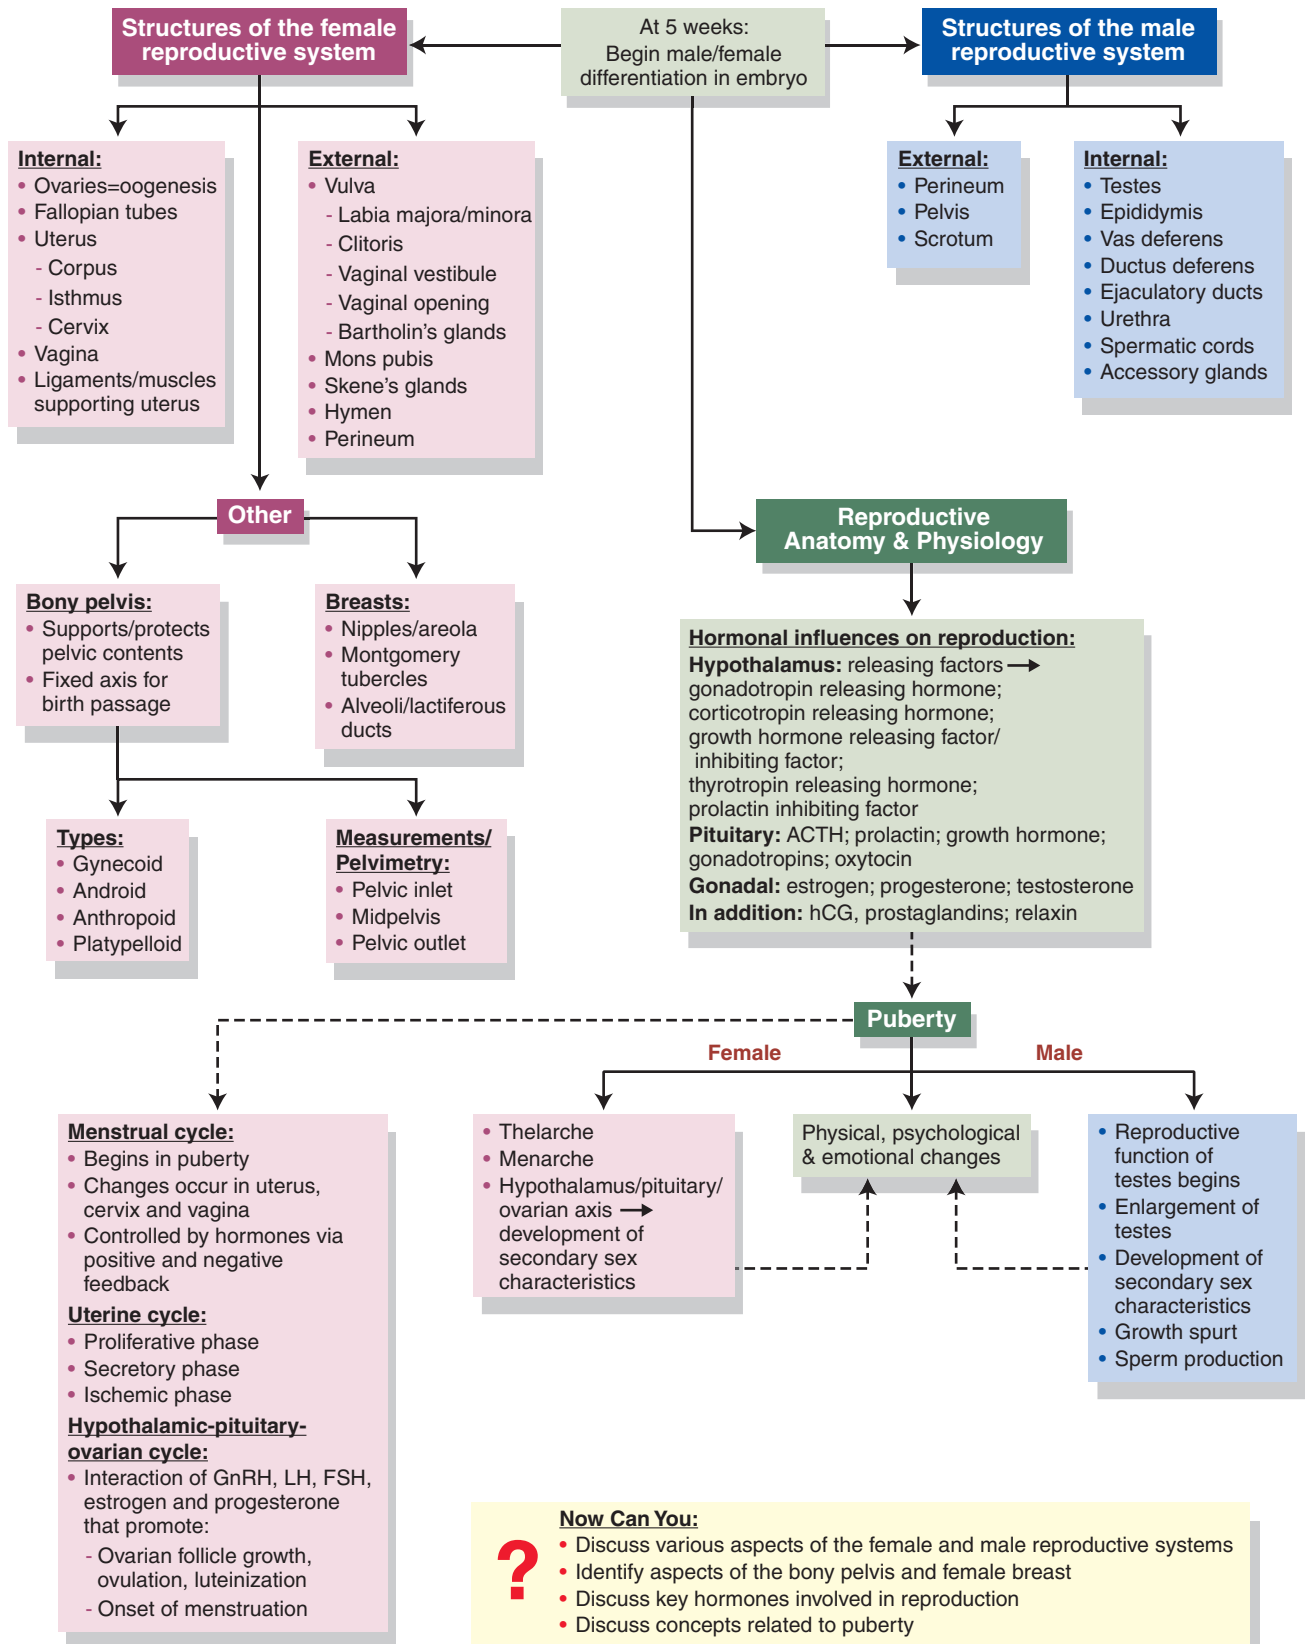 Structures of the female
reproductive system
At 5 weeks:
Begin male/female
differentiation in embryo
Structures of the male
reproductive system
Internal:
• Ovaries=oogenesis
• Fallopian tubes
• Uterus
- Corpus
- Isthmus
- Cervix
• Vagina
• Ligaments/muscles
supporting uterus
External:
• Vulva
- Labia majora/minora
- Clitoris
- Vaginal vestibule
- Vaginal opening
- Bartholin's glands
• Mons pubis
• Skene's glands
• Hymen
• Perineum
External:
• Perineum
• Pelvis
• Scrotum
Internal:
• Testes
• Epididymis
• Vas deferens
• Ductus deferens
• Ejaculatory ducts
• Urethra
• Spermatic cords
• Accessory glands
Other
Bony pelvis:
• Supports/protects
pelvic contents
• Fixed axis for
birth passage
Breasts:
• Nipples/areola
• Montgomery
tubercles
• Alveoli/lactiferous
ducts
Types:
• Gynecoid
• Android
• Anthropoid
• Platypelloid
Measurements/
Pelvimetry:
• Pelvic inlet
• Midpelvis
• Pelvic outlet
Reproductive
Anatomy & Physiology
Hormonal influences on reproduction:
Hypothalamus: releasing factors →
gonadotropin releasing hormone;
corticotropin releasing hormone;
growth hormone releasing factor/
inhibiting factor;
thyrotropin releasing hormone;
prolactin inhibiting factor
Pituitary: ACTH; prolactin; growth hormone;
gonadotropins; oxytocin
Gonadal: estrogen; progesterone; testosterone
In addition: hCG, prostaglandins; relaxin
Puberty
Female
Male
Menstrual cycle:
• Begins in puberty
• Changes occur in uterus,
cervix and vagina
• Controlled by hormones via
positive and negative
feedback
Uterine cycle:
• Proliferative phase
• Secretory phase
• Ischemic phase
Hypothalamic-pituitary-
ovarian cycle:
• Interaction of GnRH, LH, FSH,
estrogen and progesterone
that promote:
- Ovarian follicle growth,
ovulation, luteinization
- Onset of menstruation
• Thelarche
• Menarche
• Hypothalamus/pituitary/
ovarian axis →
development of
secondary sex
characteristics
Physical, psychological
& emotional changes
• Reproductive
function of
testes begins
• Enlargement of
testes
• Development of
secondary sex
characteristics
• Growth spurt
• Sperm production
?
Now Can You:
• Discuss various aspects of the female and male reproductive systems
• Identify aspects of the bony pelvis and female breast
• Discuss key hormones involved in reproduction
• Discuss concepts related to puberty